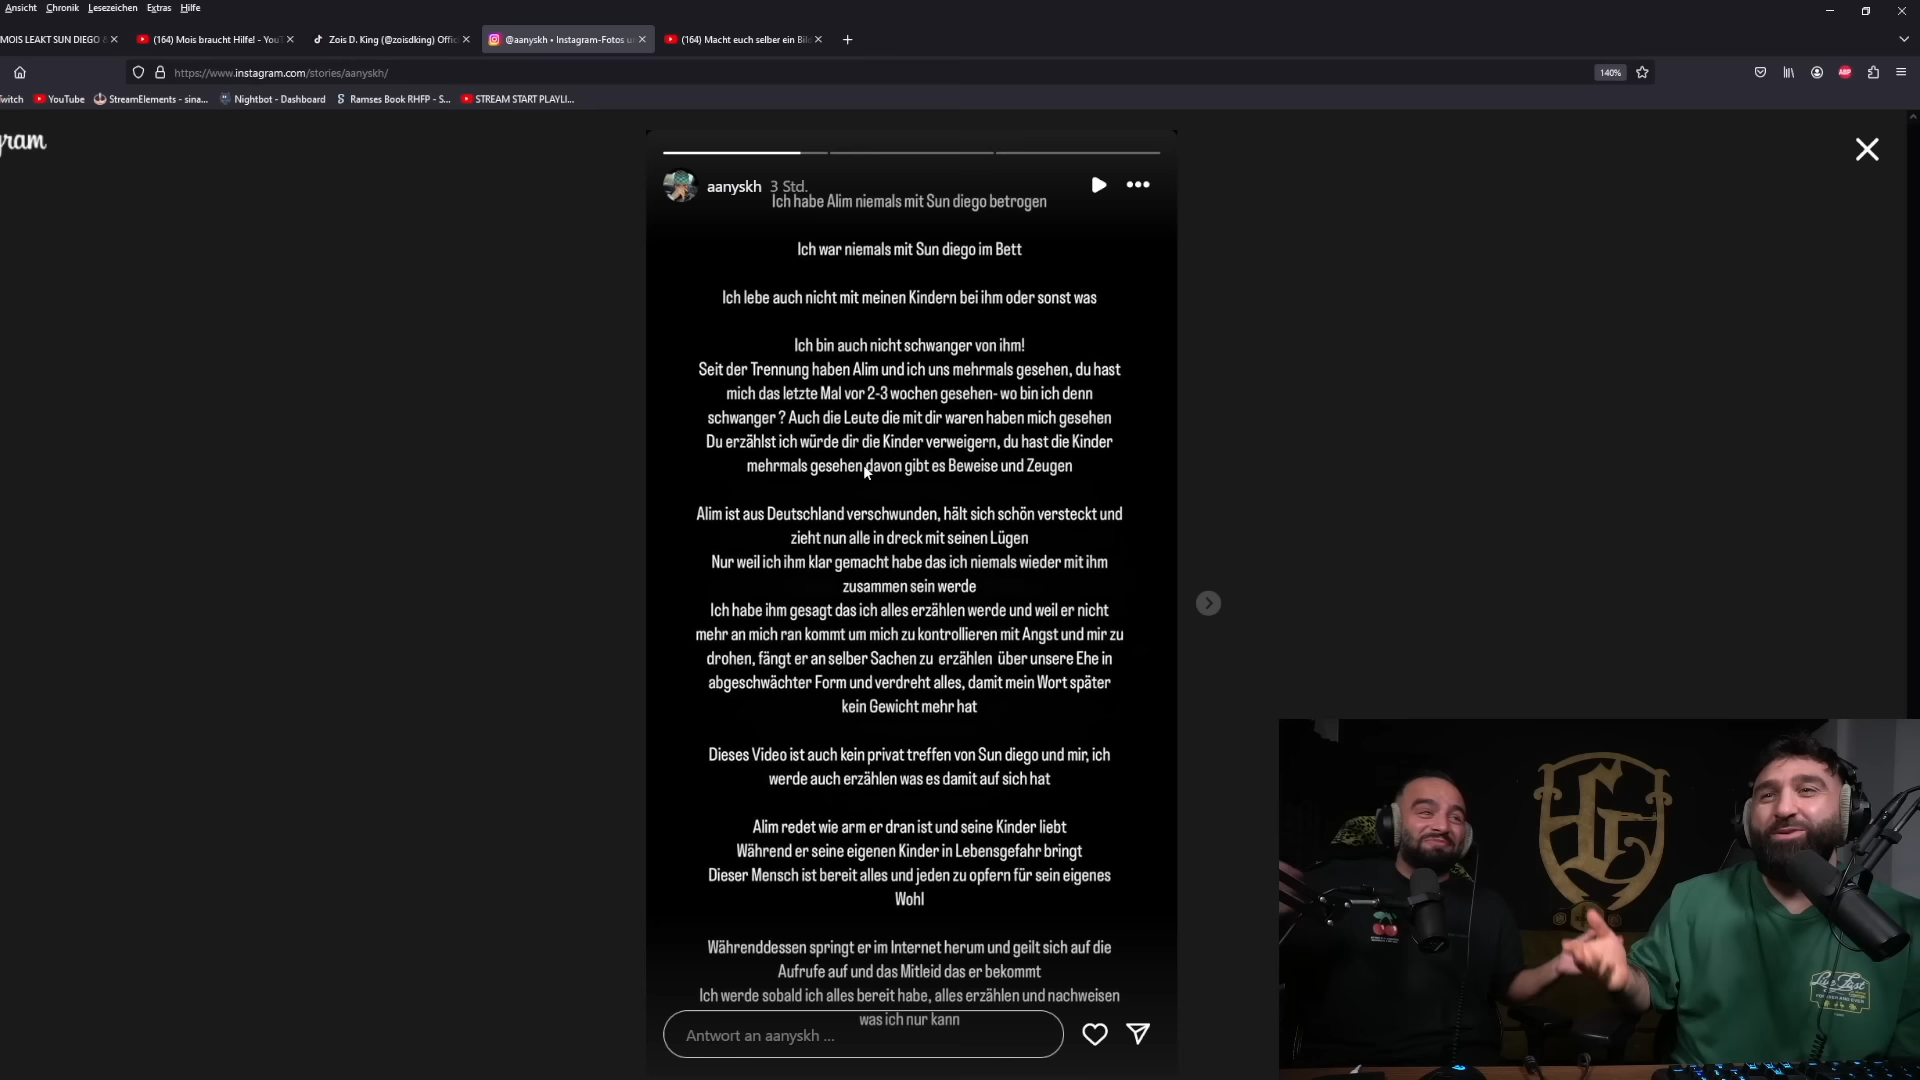 Ansicht Chronik Lesezeichen Extras Hilfe
MOIS LEAKT SUN DIEGO
(164) Mois braucht Hilfe! - You
Zois D. King (@zoisdking) Offi
@aanyskh • Instagram-Fotos u
(164) Macht euch selber ein Bil
https://www.instagram.com/stories/aanyskh/
140%
ABP
witch
YouTube
StreamElements - sina...
Nightbot - Dashboard
Ramses Book RHFP - S...
STREAM START PLAYLI...
gram
aanyskh 3 Std.
Ich habe Alim niemals mit Sun diego betrogen
Ich war niemals mit Sun diego im Bett
Ich lebe auch nicht mit meinen Kindern bei ihm oder sonst was
Ich bin auch nicht schwanger von ihm!
Seit der Trennung haben Alim und ich uns mehrmals gesehen, du hast
mich das letzte Mal vor 2-3 wochen gesehen- wo bin ich denn
schwanger ? Auch die Leute die mit dir waren haben mich gesehen
Du erzählst ich würde dir die Kinder verweigern, du hast die Kinder
mehrmals gesehen davon gibt es Beweise und Zeugen
Alim ist aus Deutschland verschwunden, hält sich schön versteckt und
zieht nun alle in dreck mit seinen Lügen
Nur weil ich ihm klar gemacht habe das ich niemals wieder mit ihm
zusammen sein werde
Ich habe ihm gesagt das ich alles erzählen werde und weil er nicht
mehr an mich ran kommt um mich zu kontrollieren mit Angst und mir zu
drohen, fängt er an selber Sachen zu erzählen über unsere Ehe in
abgeschwächter Form und verdreht alles, damit mein Wort später
kein Gewicht mehr hat
Dieses Video ist auch kein privat treffen von Sun diego und mir, ich
werde auch erzählen was es damit auf sich hat
Alim redet wie arm er dran ist und seine Kinder liebt
Während er seine eigenen Kinder in Lebensgefahr bringt
Dieser Mensch ist bereit alles und jeden zu opfern für sein eigenes
Wohl
Währenddessen springt er im Internet herum und geilt sich auf die
Aufrufe auf und das Mitleid das er bekommt
Ich werde sobald ich alles bereit habe, alles erzählen und nachweisen
was ich nur kann
Antwort an aanyskh ...